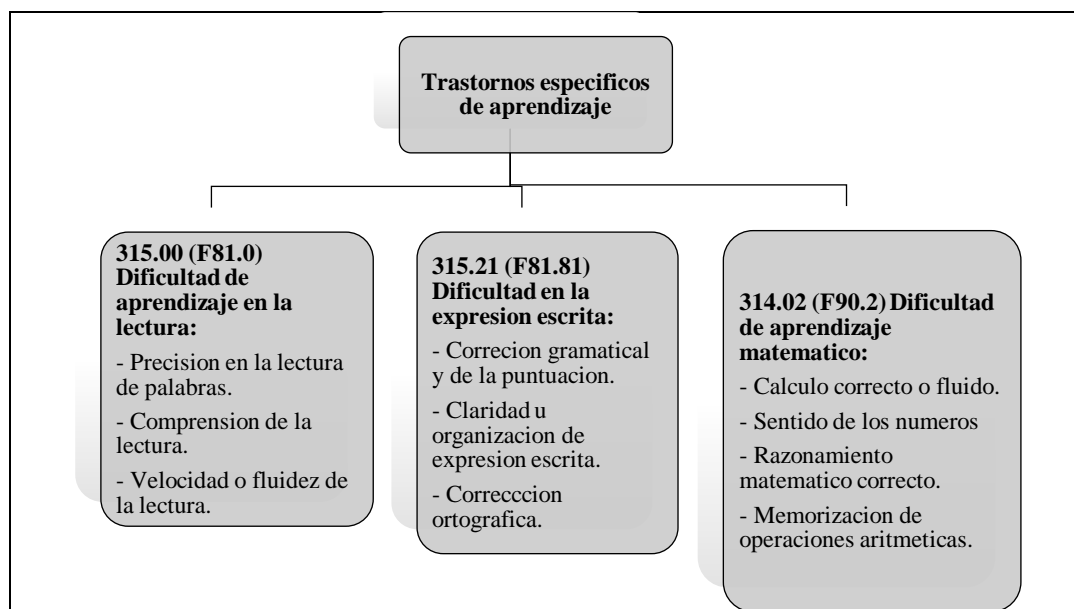 Trastornos especificos
de aprendizaje
315.00 (F81.0)
Dificultad de
aprendizaje en la
lectura:
- Precision en la lectura
de palabras.
- Comprension de la
lectura.
- Velocidad o fluidez de
la lectura.
315.21 (F81.81)
Dificultad en la
expresion escrita:
- Correcion gramatical
y de la puntuacion.
- Claridad u
organizacion de
expresion escrita.
- Correcccion
ortografica.
314.02 (F90.2) Dificultad
de aprendizaje
matematico:
- Calculo correcto o fluido.
- Sentido de los numeros
- Razonamiento
matematico correcto.
- Memorizacion de
operaciones aritmeticas.